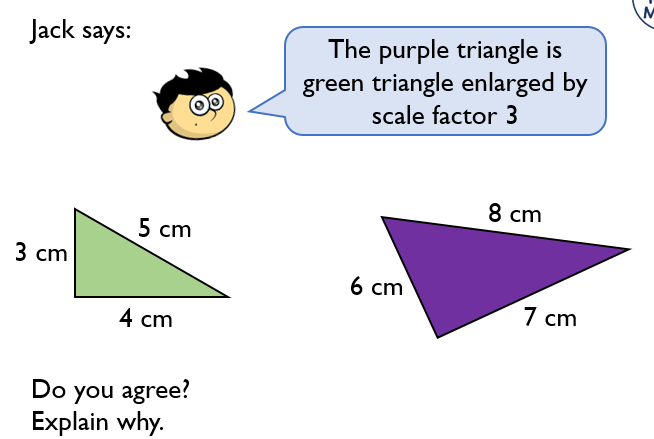 Jack says:
The purple triangle is
green triangle enlarged by
scale factor 3
5 cm
3 cm
4 cm
8 cm
6 cm
7 cm
Do you agree?
Explain why.